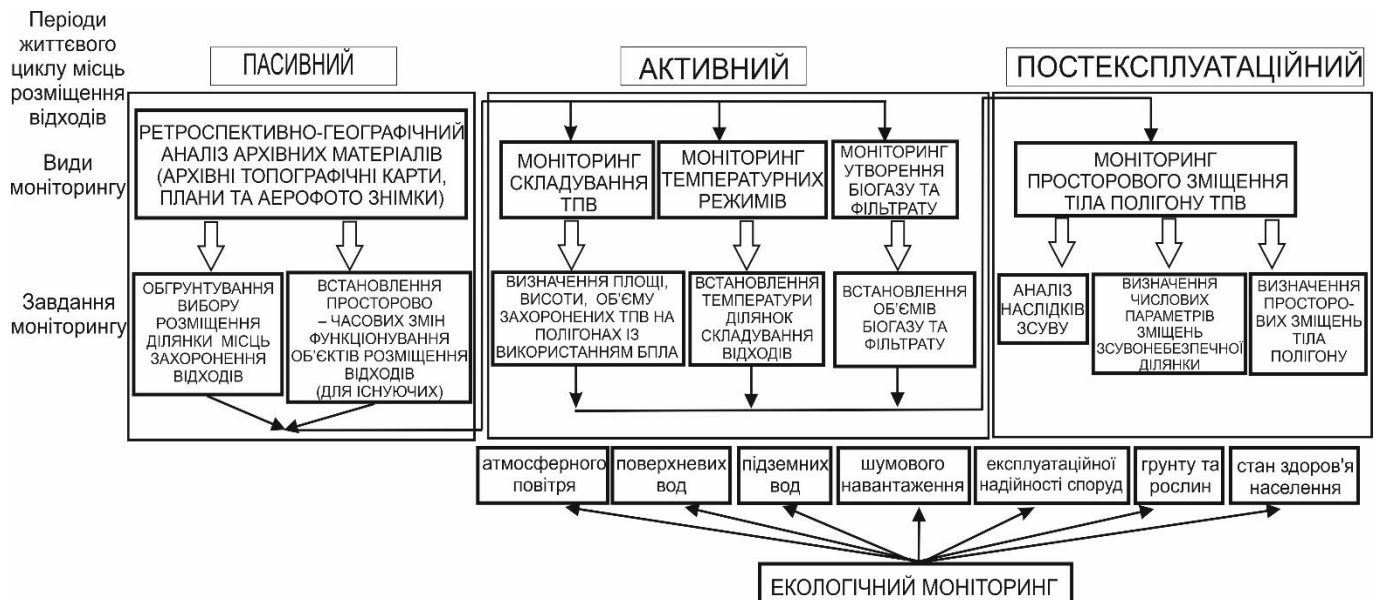 Періоди
життєвого
циклу місць
розміщення
відходів
ПАСИВНИЙ
АКТИВНИЙ
ПОСТЕКСПЛУАТАЦІЙНИЙ
Види
моніторингу
РЕТРОСПЕКТИВНО-ГЕОГРАФІЧНИЙ
АНАЛІЗ АРХІВНИХ МАТЕРІАЛІВ
(АРХІВНІ ТОПОГРАФІЧНІ КАРТИ,
ПЛАНИ ТА АЕРОФОТО ЗНІМКИ)
МОНІТОРИНГ
СКЛАДУВАННЯ
ТПВ
МОНІТОРИНГ
ТЕМПЕРАТУРНИХ
РЕЖИМІВ
МОНІТОРИНГ
УТВОРЕННЯ
БІОГАЗУ ТА
ФІЛЬТРАТУ
МОНІТОРИНГ
ПРОСТОРОВОГО ЗМІЩЕННЯ
ТІЛА ПОЛІГОНУ ТПВ
Завдання
моніторингу
ОБГРУНТУВАННЯ
ВИБОРУ
РОЗМІЩЕННЯ
ДІЛЯНКИ МІСЦЬ
ЗАХОРОНЕННЯ
ВІДХОДІВ
ВСТАНОВЛЕННЯ
ПРОСТОРОВО
– ЧАСОВИХ ЗМІН
ФУНКЦІОНУВАННЯ
ОБ'ЄКТІВ РОЗМІЩЕННЯ
ВІДХОДІВ
(ДЛЯ ІСНУЮЧИХ)
ВИЗНАЧЕННЯ ПЛОЩІ,
ВИСОТИ, ОБ'ЄМУ
ЗАХОРОНЕНИХ ТПВ НА
ПОЛІГОНАХ ІЗ
ВИКОРИСТАННЯМ БПЛА
ВСТАНОВЛЕННЯ
ТЕМПЕРАТУРИ
ДІЛЯНОК
СКЛАДУВАННЯ
ВІДХОДІВ
ВСТАНОВЛЕННЯ
ОБ'ЄМІВ
БІОГАЗУ ТА
ФІЛЬТРАТУ
АНАЛІЗ
НАСЛІДКІВ
ЗСУВУ
ВИЗНАЧЕННЯ
ЧИСЛОВИХ
ПАРАМЕТРІВ
ЗМІЩЕНЬ
ЗСУВОНЕБЕЗПЕЧНОЇ
ДІЛЯНКИ
ВИЗНАЧЕННЯ
ПРОСТОРО-
ВИХ ЗМІЩЕНЬ
ТІЛА
ПОЛІГОНУ
атмосферного
повітря
поверхневих
вод
підземних
вод
шумового
навантаження
експлуатаційної
надійності споруд
грунту та
рослин
стан здоров'я
населення
ЕКОЛОГІЧНИЙ МОНІТОРИНГ